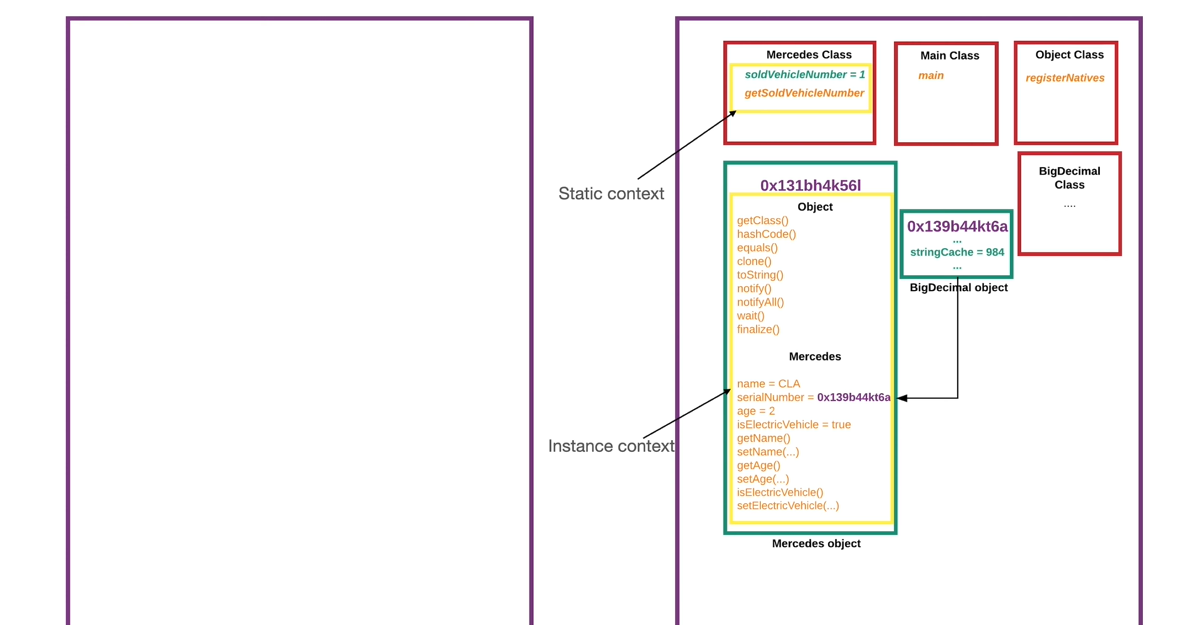 Mercedes Class
soldVehicleNumber = 1
getSoldVehicleNumber
Main Class
main
Object Class
registerNatives
BigDecimal
Class
....
Static context
0x131bh4k56l
Object
getClass()
hashCode()
equals()
clone()
toString()
notify()
notifyAll()
wait()
finalize()
Mercedes
name = CLA
serialNumber = 0x139b44kt6a
age = 2
isElectricVehicle = true
getName()
setName(...)
getAge()
setAge(...)
isElectricVehicle()
setElectricVehicle(...)
Mercedes object
0x139b44kt6a
...
stringCache = 984
...
BigDecimal object
Instance context